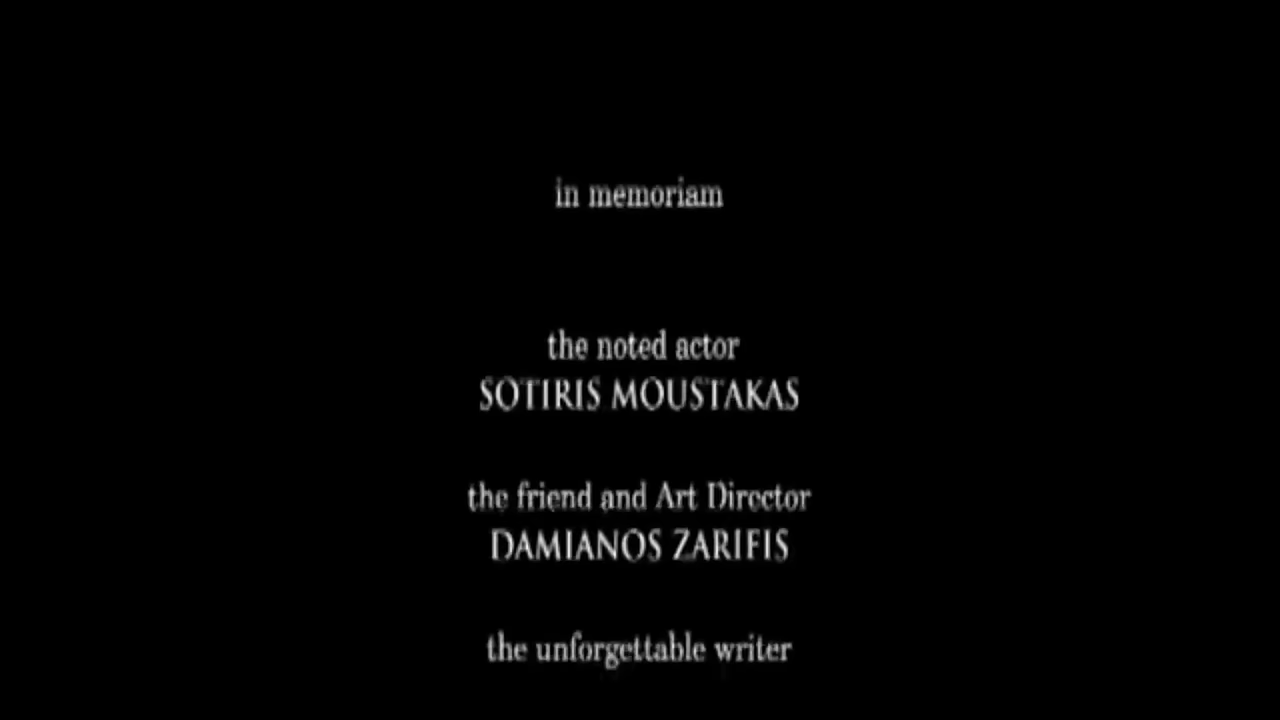 in memoriam
the noted actor
SOTIRIS MOUSTAKAS
the friend and Art Director
DAMIANOS ZARIFIS
the unforgettable writer